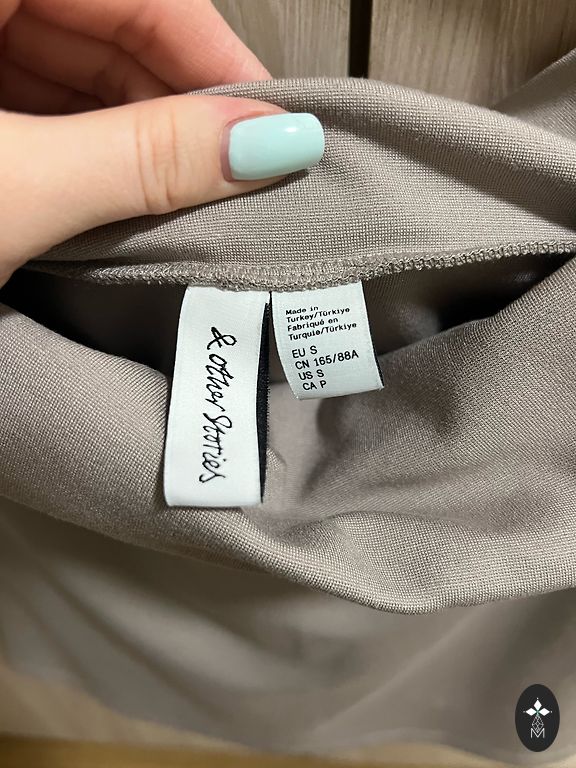 & other Stories
Made in
Turkey/Türkiye
Fabriqué en
Turquie/Türkiye
EU S
CN 165/88A
US S
CA P
M